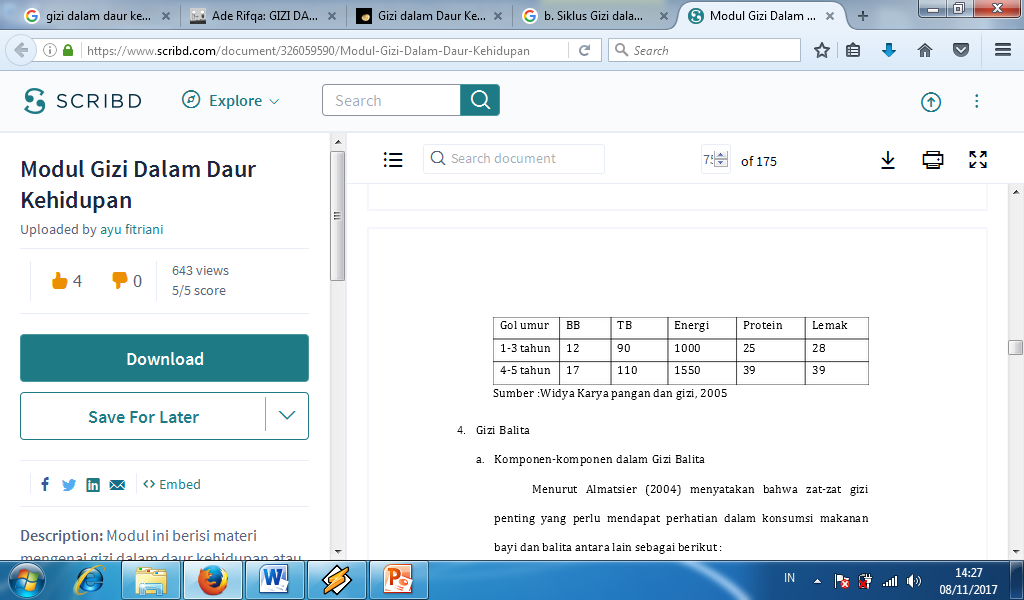 gizi dalam daur ke...
Ade Rifqa: GIZI DA...
Gizi dalam Daur Ke...
b. Siklus Gizi dala...
Modul Gizi Dalam ...
https://www.scribd.com/document/326059590/Modul-Gizi-Dalam-Daur-Kehidupan
Search
SCRIBD
Explore
Search
Modul Gizi Dalam Daur
Kehidupan
Uploaded by ayu fitriani
4
0
643 views
5/5 score
Download
Save For Later
Embed
Description: Modul ini berisi materi
mengenai gizi dalam daur kehidupan atau
Search document
of 175
Gol umur BB TB Energi Protein Lemak
1-3 tahun 12 90 1000 25 28
4-5 tahun 17 110 1550 39 39
Sumber :Widya Karya pangan dan gizi, 2005
4. Gizi Balita
a. Komponen-komponen dalam Gizi Balita
Menurut Almatsier (2004) menyatakan bahwa zat-zat gizi
penting yang perlu mendapat perhatian dalam konsumsi makanan
bayi dan balita antara lain sebagai berikut :
IN
14:27
08/11/2017